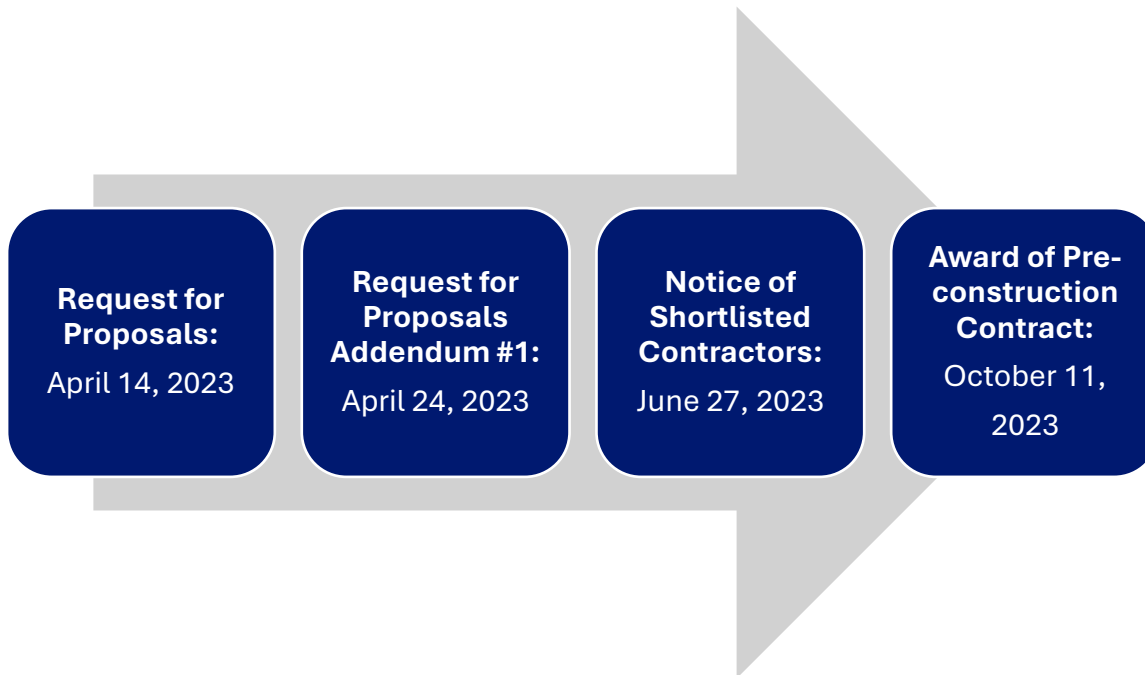 Request for
Proposals:
April 14, 2023
Request for
Proposals
Addendum #1:
April 24, 2023
Notice of
Shortlisted
Contractors:
June 27, 2023
Award of Pre-
construction
Contract:
October 11,
2023